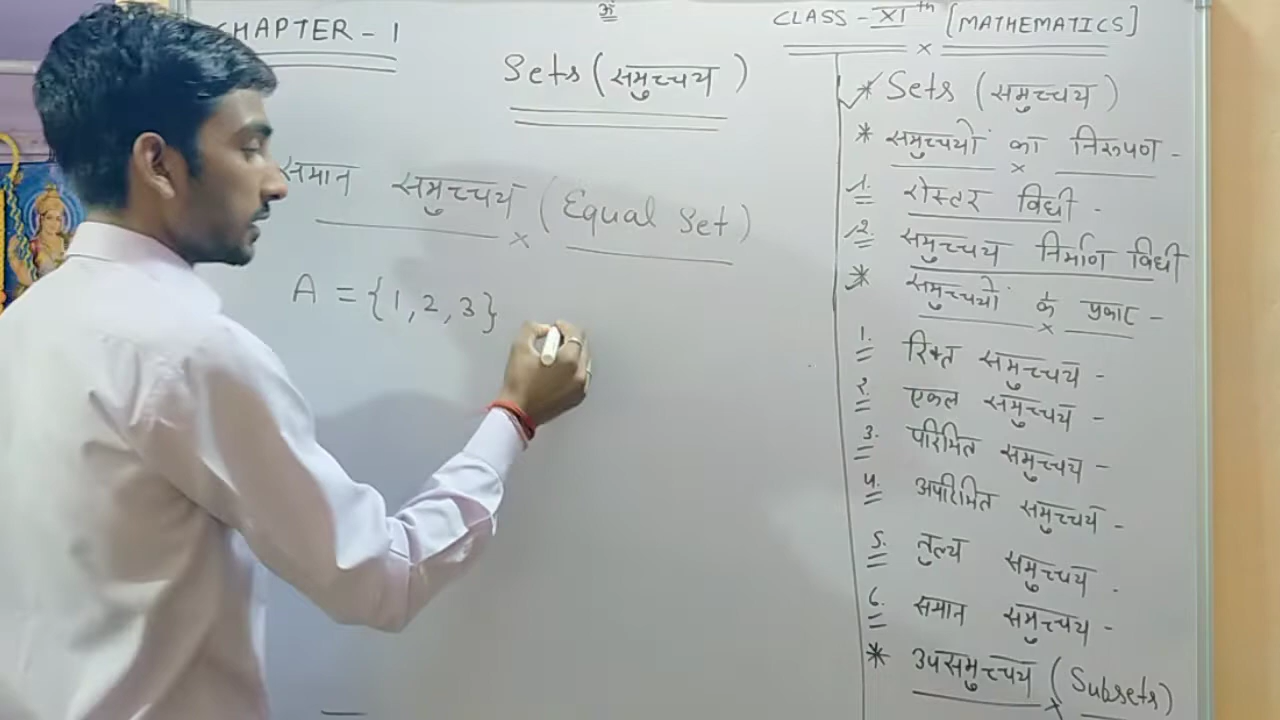 CHAPTER - 1
ॐ
CLASS - XIth [MATHEMATICS]
Sets (समुच्चय)
समान समुच्चय (Equal Set)
A = {1, 2, 3}
* Sets (समुच्चय)
* समुच्चयों का निरूपण -
1. रोस्टर विधी -
2. समुच्चय निर्माण विधी
* समुच्चयों के प्रकार -
1. रिक्त समुच्चय -
2. एकल समुच्चय -
3. परिमित समुच्चय -
4. अपरिमित समुच्चय -
5. तुल्य समुच्चय -
6. समान समुच्चय -
* उपसमुच्चय (Subsets)